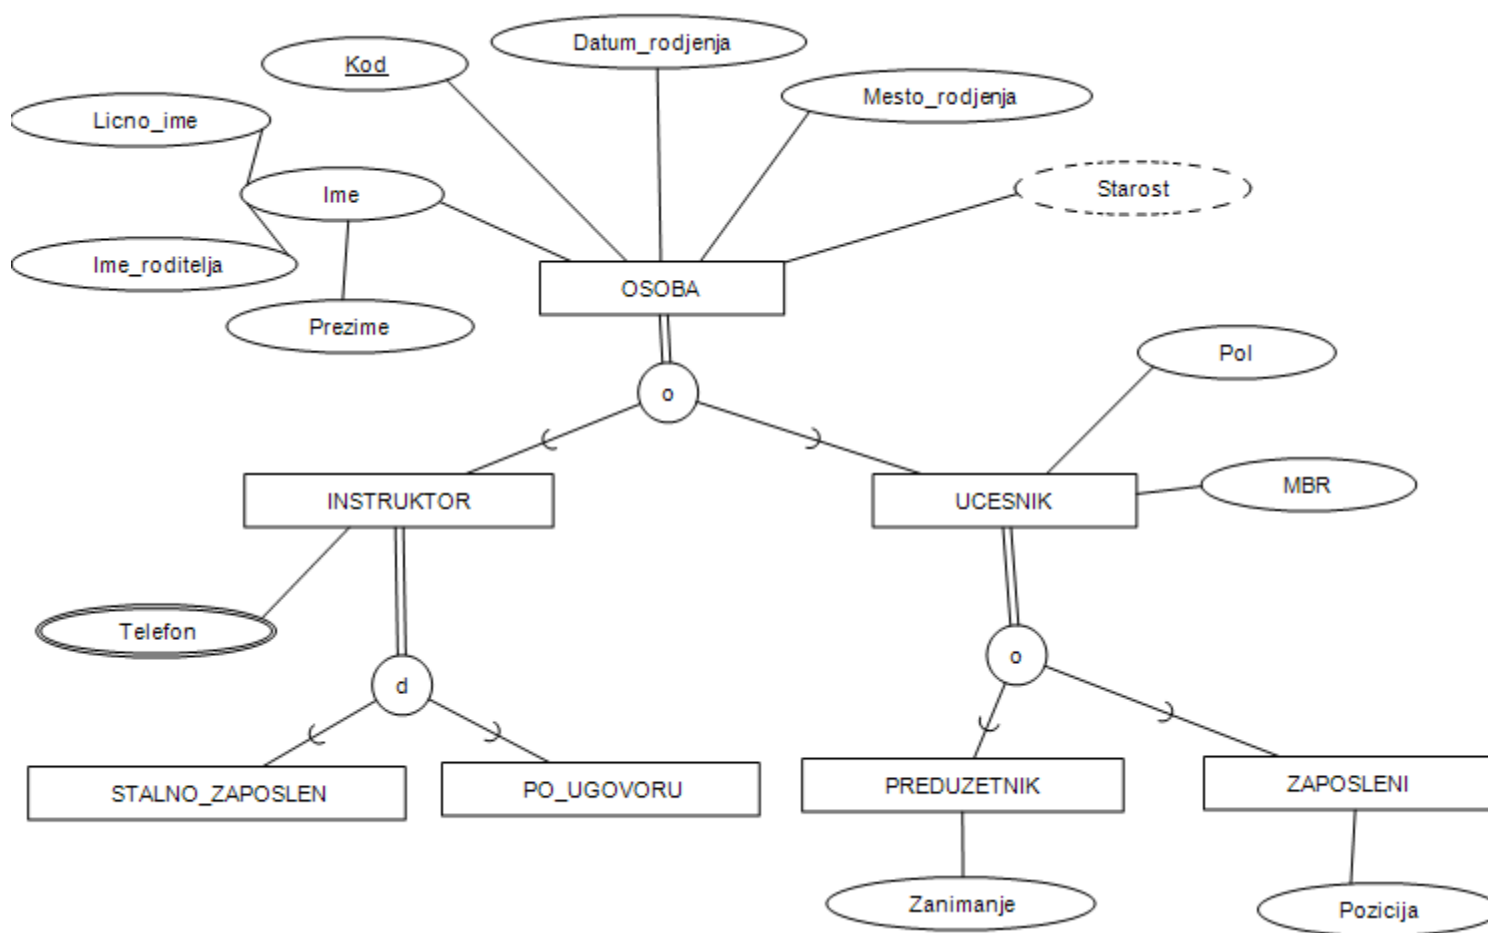 Datum_rodjenja
Kod
Mesto_rodjenja
Licno_ime
Ime
Starost
Ime_roditelja
OSOBA
Prezime
Pol
o
INSTRUKTOR
UCESNIK
MBR
Telefon
o
d
STALNO_ZAPOSLEN
PO_UGOVORU
PREDUZETNIK
ZAPOSLENI
Zanimanje
Pozicija